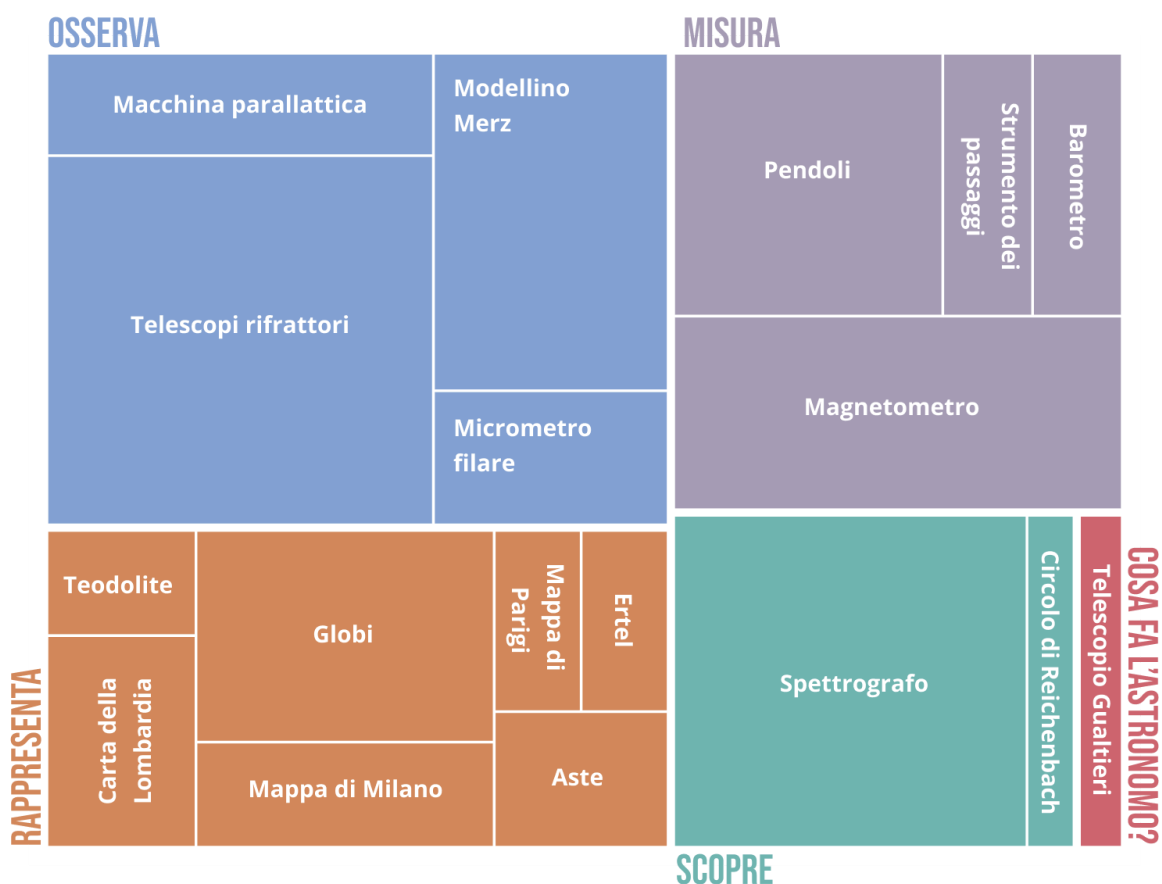 OSSERVA
Macchina parallattica
Telescopi rifrattori
Modellino
Merz
Micrometro
filare
MISURA
Pendoli
Strumento dei
passaggi
Barometro
Magnetometro
RAPPRESENTA
Teodolite
Carta della
Lombardia
Globi
Mappa di Milano
Mappa di
Parigi
Ertel
Aste
Spettrografo
Circolo di Reichenbach
SCOPRE
Telescopio Gualtieri
COSA FA L'ASTRONOMO?